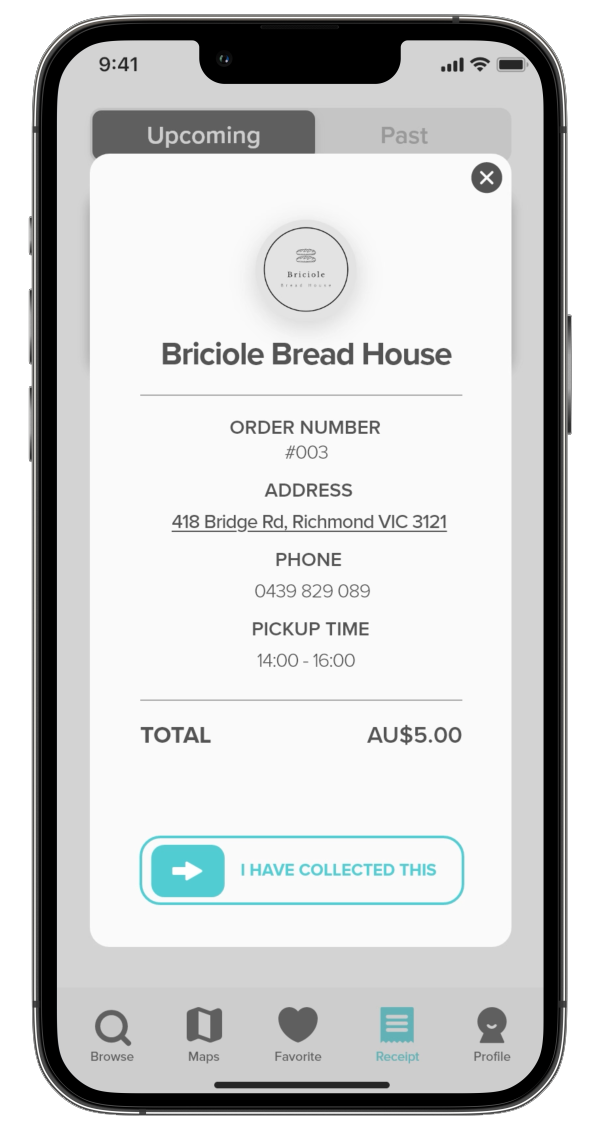 9:41
Upcoming
Past
Briciole
Bread House
Briciole Bread House
ORDER NUMBER
#003
ADDRESS
418 Bridge Rd, Richmond VIC 3121
PHONE
0439 829 089
PICKUP TIME
14:00 - 16:00
TOTAL AU$5.00
I HAVE COLLECTED THIS
Browse Maps Favorite Receipt Profile